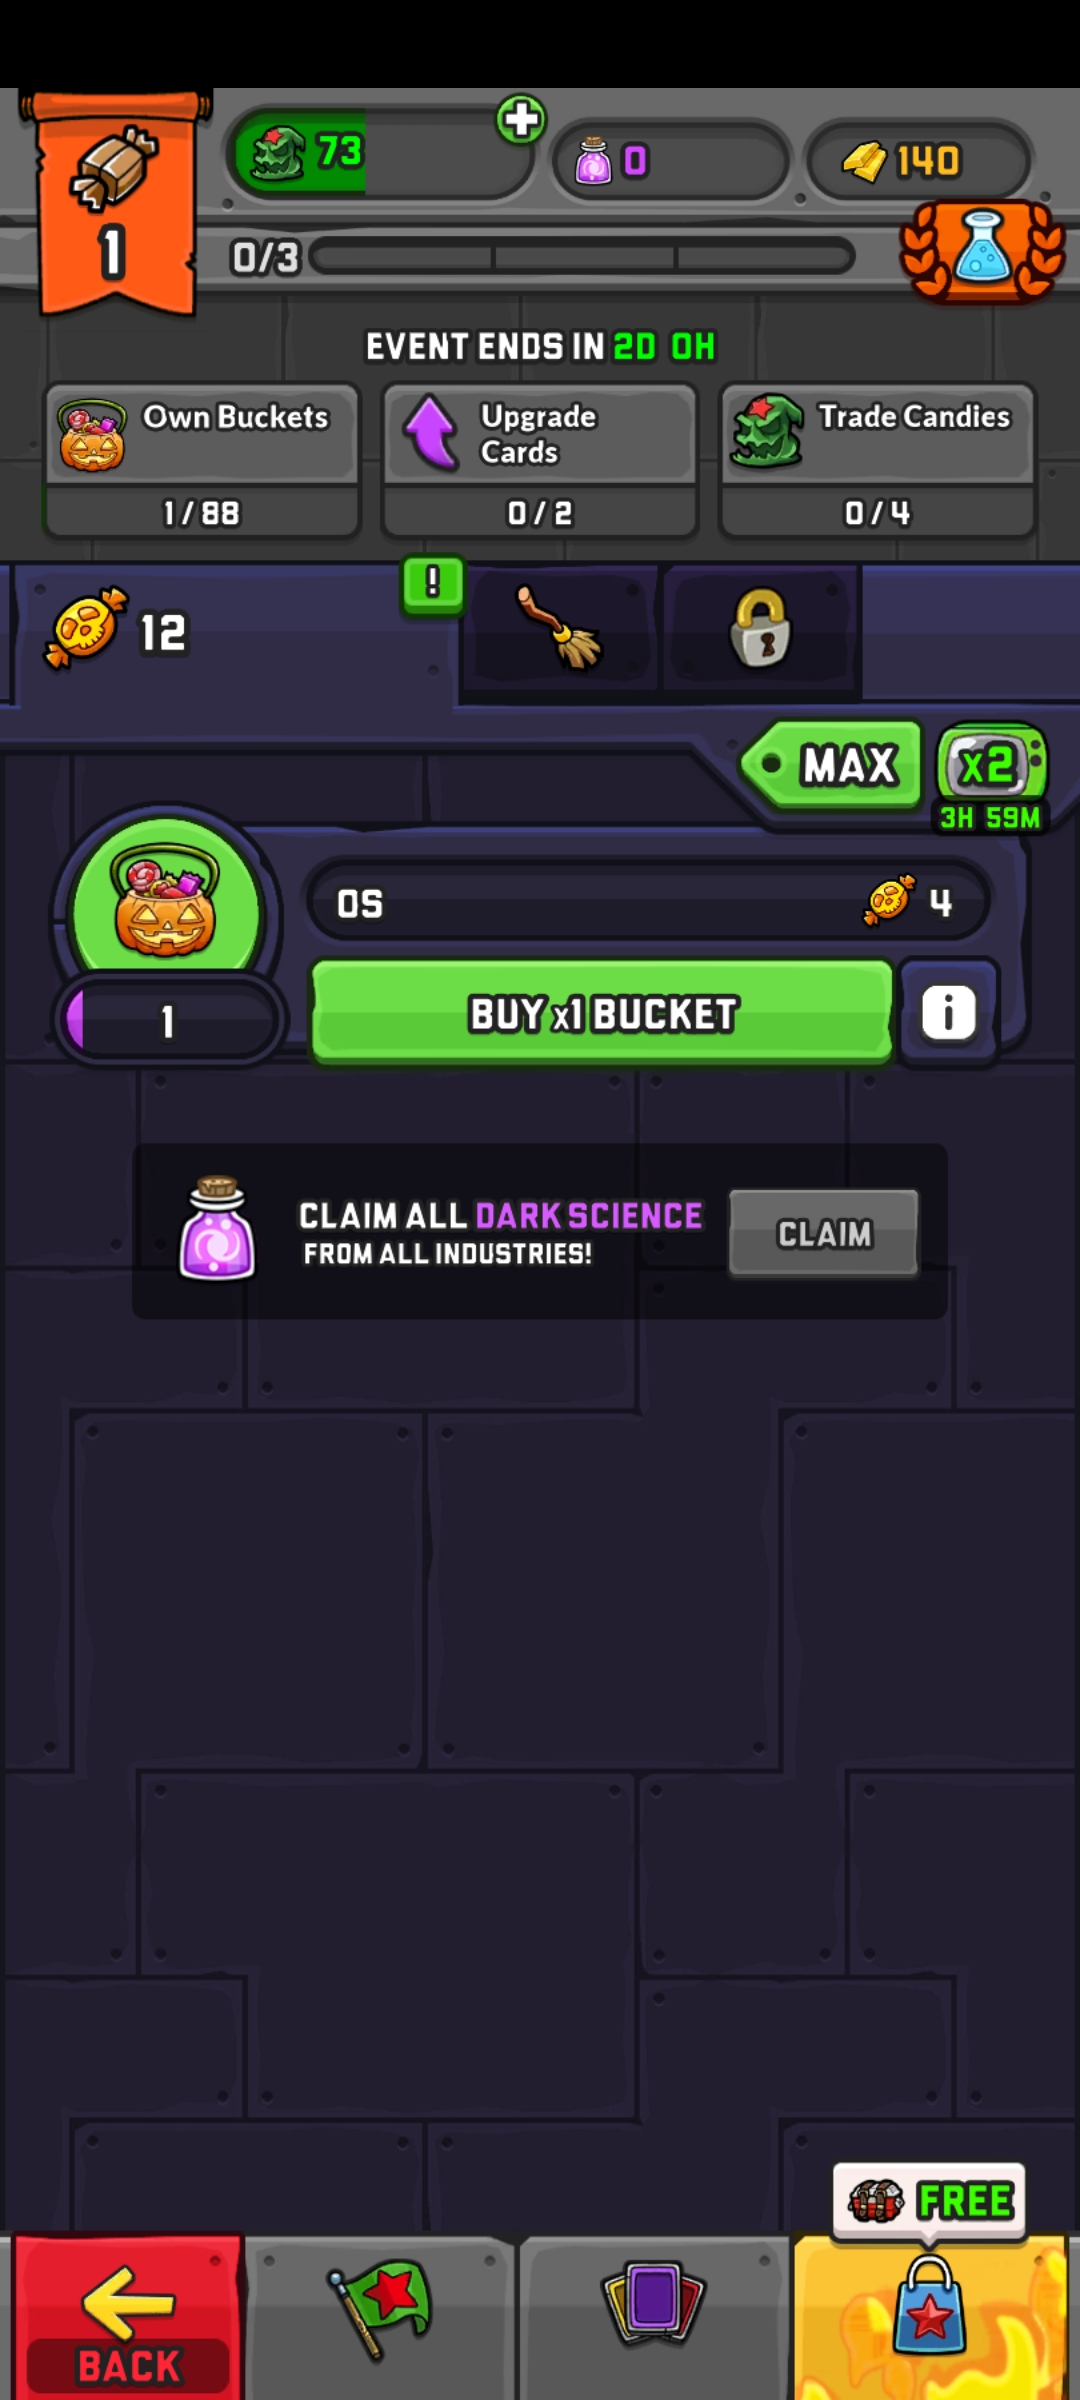 73
0
140
1
0/3
EVENT ENDS IN 2D 0H
Own Buckets
1/88
Upgrade
Cards
0/2
Trade Candies
0/4
12
!
MAX
x2
3H 59M
0S
4
1
BUY x1 BUCKET
i
CLAIM ALL DARK SCIENCE
FROM ALL INDUSTRIES!
CLAIM
FREE
BACK